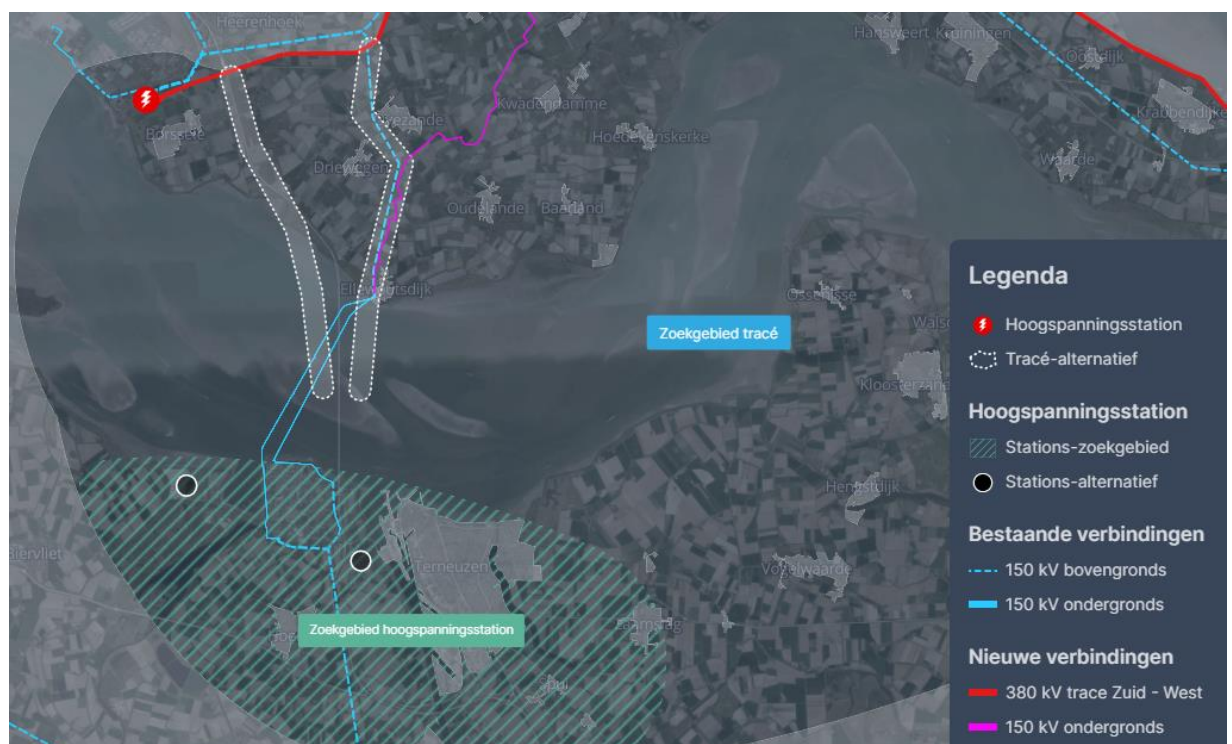 Heerenhoek
Hansweert
Kruiningen
Oostdijk
Krabbendijke
Kwadendamme
Borssele
Hoedekenskerke
Driewegen
Waarde
Oudelande
Baarland
Ellewoutsdijk
Ossenisse
Zoekgebied tracé
Kloosterzand
Hengstdijk
Biervliet
Terneuzen
Vogelwaarde
Zaamslag
Zoekgebied hoogspanningsstation
Legenda
Hoogspanningsstation
Tracé-alternatief
Hoogspanningsstation
Stations-zoekgebied
Stations-alternatief
Bestaande verbindingen
150 kV bovengronds
150 kV ondergronds
Nieuwe verbindingen
380 kV trace Zuid - West
150 kV ondergronds